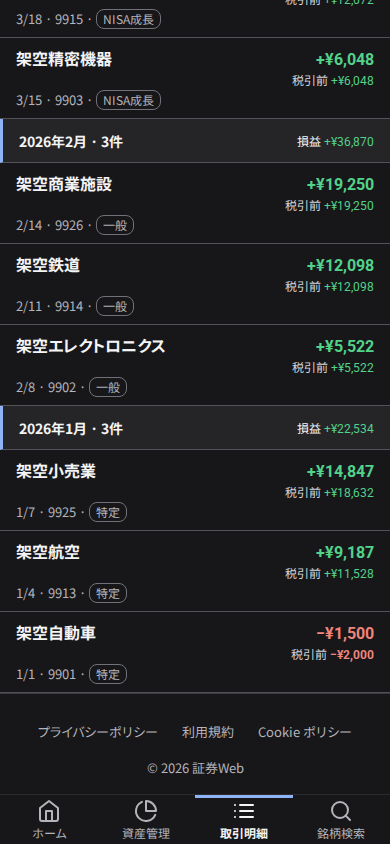 税引前 +¥12,072
3/18 · 9915 · NISA成長
架空精密機器 +¥6,048
税引前 +¥6,048
3/15 · 9903 · NISA成長
2026年2月・3件 損益 +¥36,870
架空商業施設 +¥19,250
税引前 +¥19,250
2/14 · 9926 · 一般
架空鉄道 +¥12,098
税引前 +¥12,098
2/11 · 9914 · 一般
架空エレクトロニクス +¥5,522
税引前 +¥5,522
2/8 · 9902 · 一般
2026年1月・3件 損益 +¥22,534
架空小売業 +¥14,847
税引前 +¥18,632
1/7 · 9925 · 特定
架空航空 +¥9,187
税引前 +¥11,528
1/4 · 9913 · 特定
架空自動車 −¥1,500
税引前 −¥2,000
1/1 · 9901 · 特定
プライバシーポリシー 利用規約 Cookie ポリシー
© 2026 証券Web
ホーム 資産管理 取引明細 銘柄検索